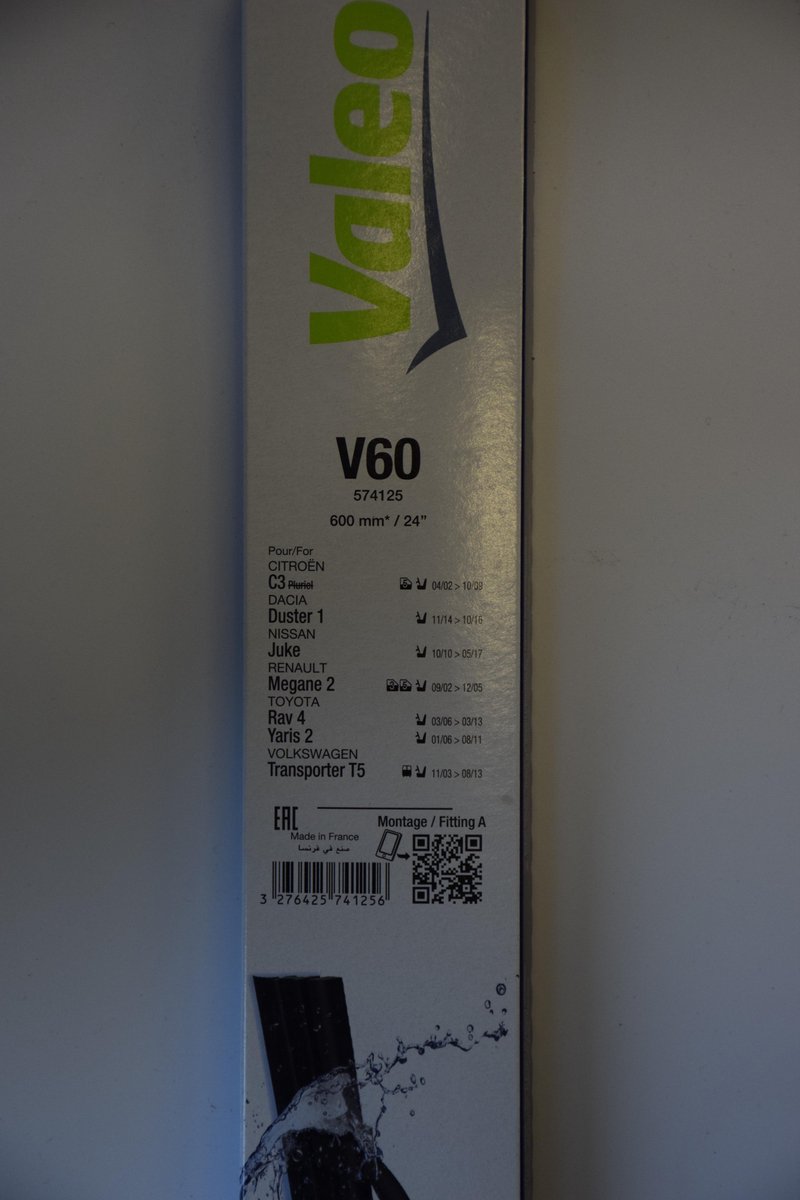 Valeo
V60
574125
600 mm* / 24”
Pour/For
CITROËN
C3 Pluriel 04/02 > 10/09
DACIA
Duster 1 11/14 > 10/16
NISSAN
Juke 10/10 > 05/17
RENAULT
Megane 2 09/02 > 12/05
TOYOTA
Rav 4 03/06 > 03/13
Yaris 2 01/06 > 08/11
VOLKSWAGEN
Transporter T5 11/03 > 08/13
EAC
Montage / Fitting A
Made in France
صنع في فرنسا
3 276425 741256